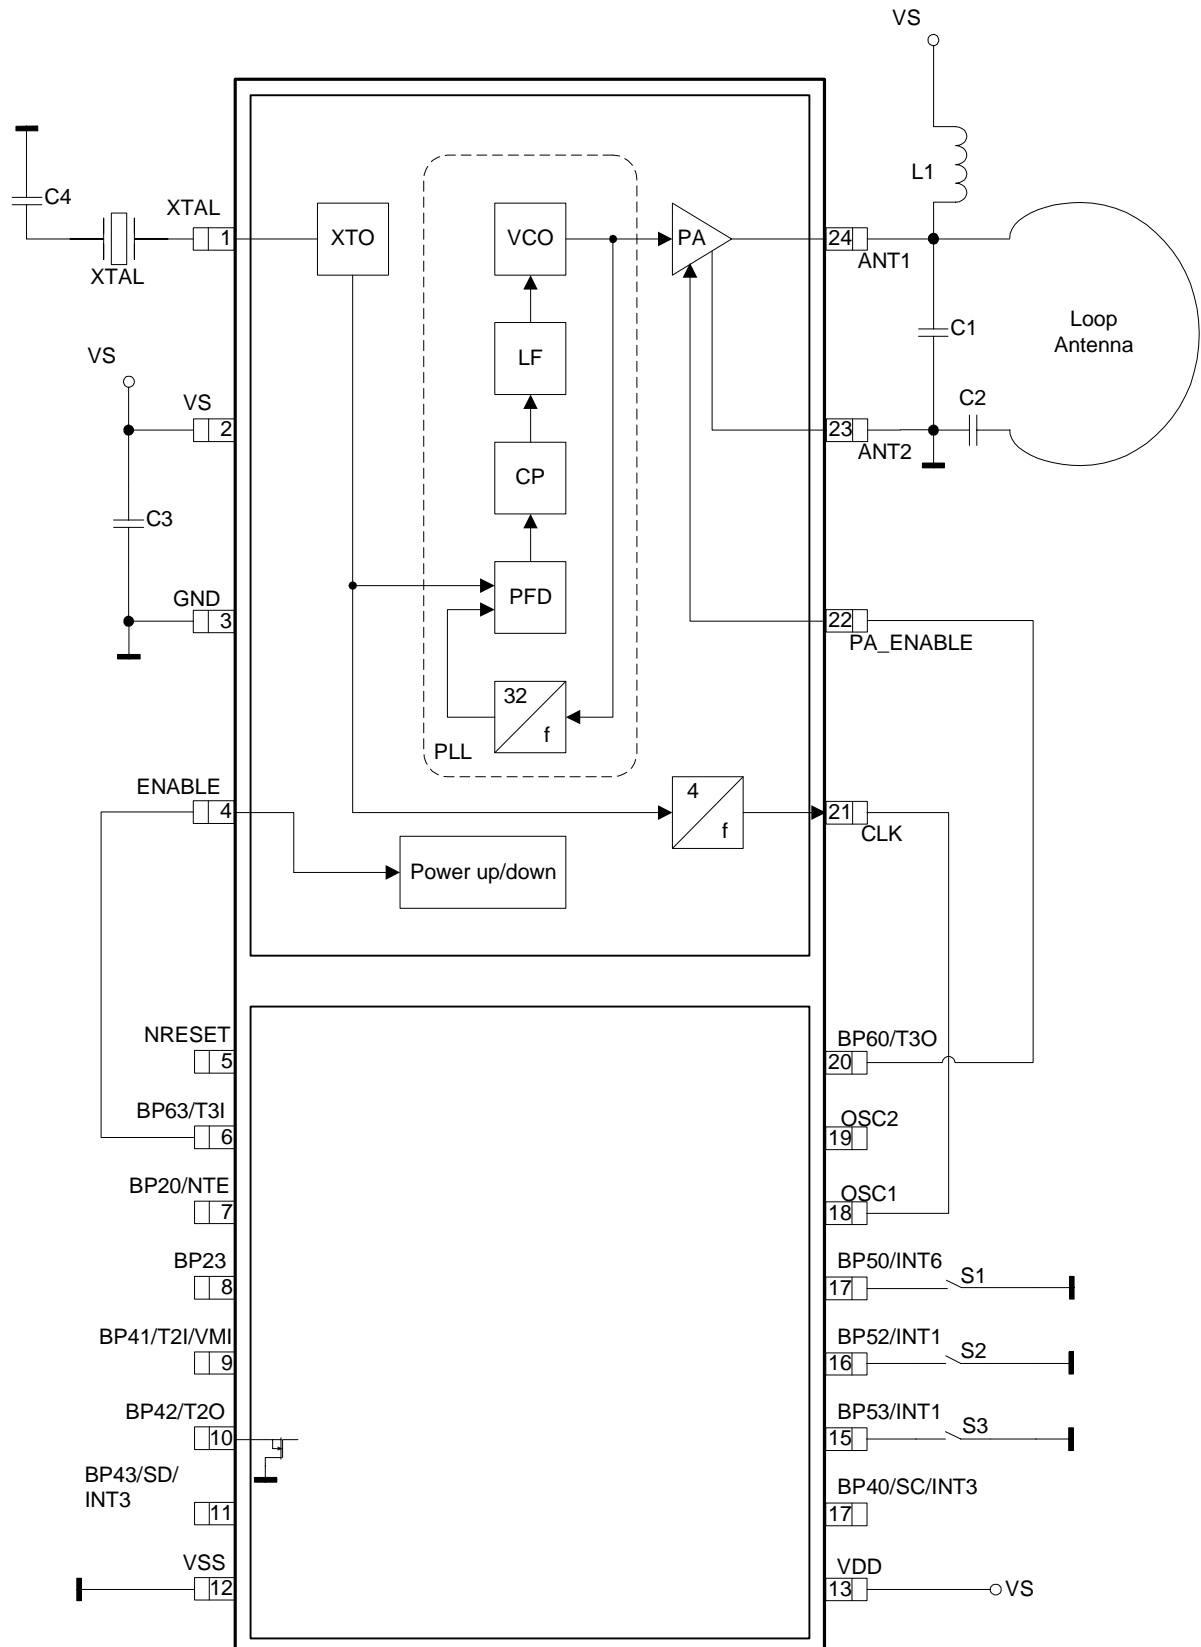 VS
L1
C4
XTAL
1
XTAL
XTO
VCO
PA
24
ANT1
C1
Loop
Antenna
LF
VS
VS
2
C2
23
ANT2
CP
C3
GND
3
PFD
22
PA_ENABLE
32
f
PLL
ENABLE
4
4
f
21
CLK
Power up/down
NRESET
5
BP60/T3O
20
BP63/T3I
6
OSC2
19
BP20/NTE
7
OSC1
18
BP23
8
BP50/INT6
17
S1
BP41/T2I/VMI
9
BP52/INT1
16
S2
BP42/T2O
10
BP53/INT1
15
S3
BP43/SD/
INT3
11
BP40/SC/INT3
17
VSS
12
VDD
13
VS